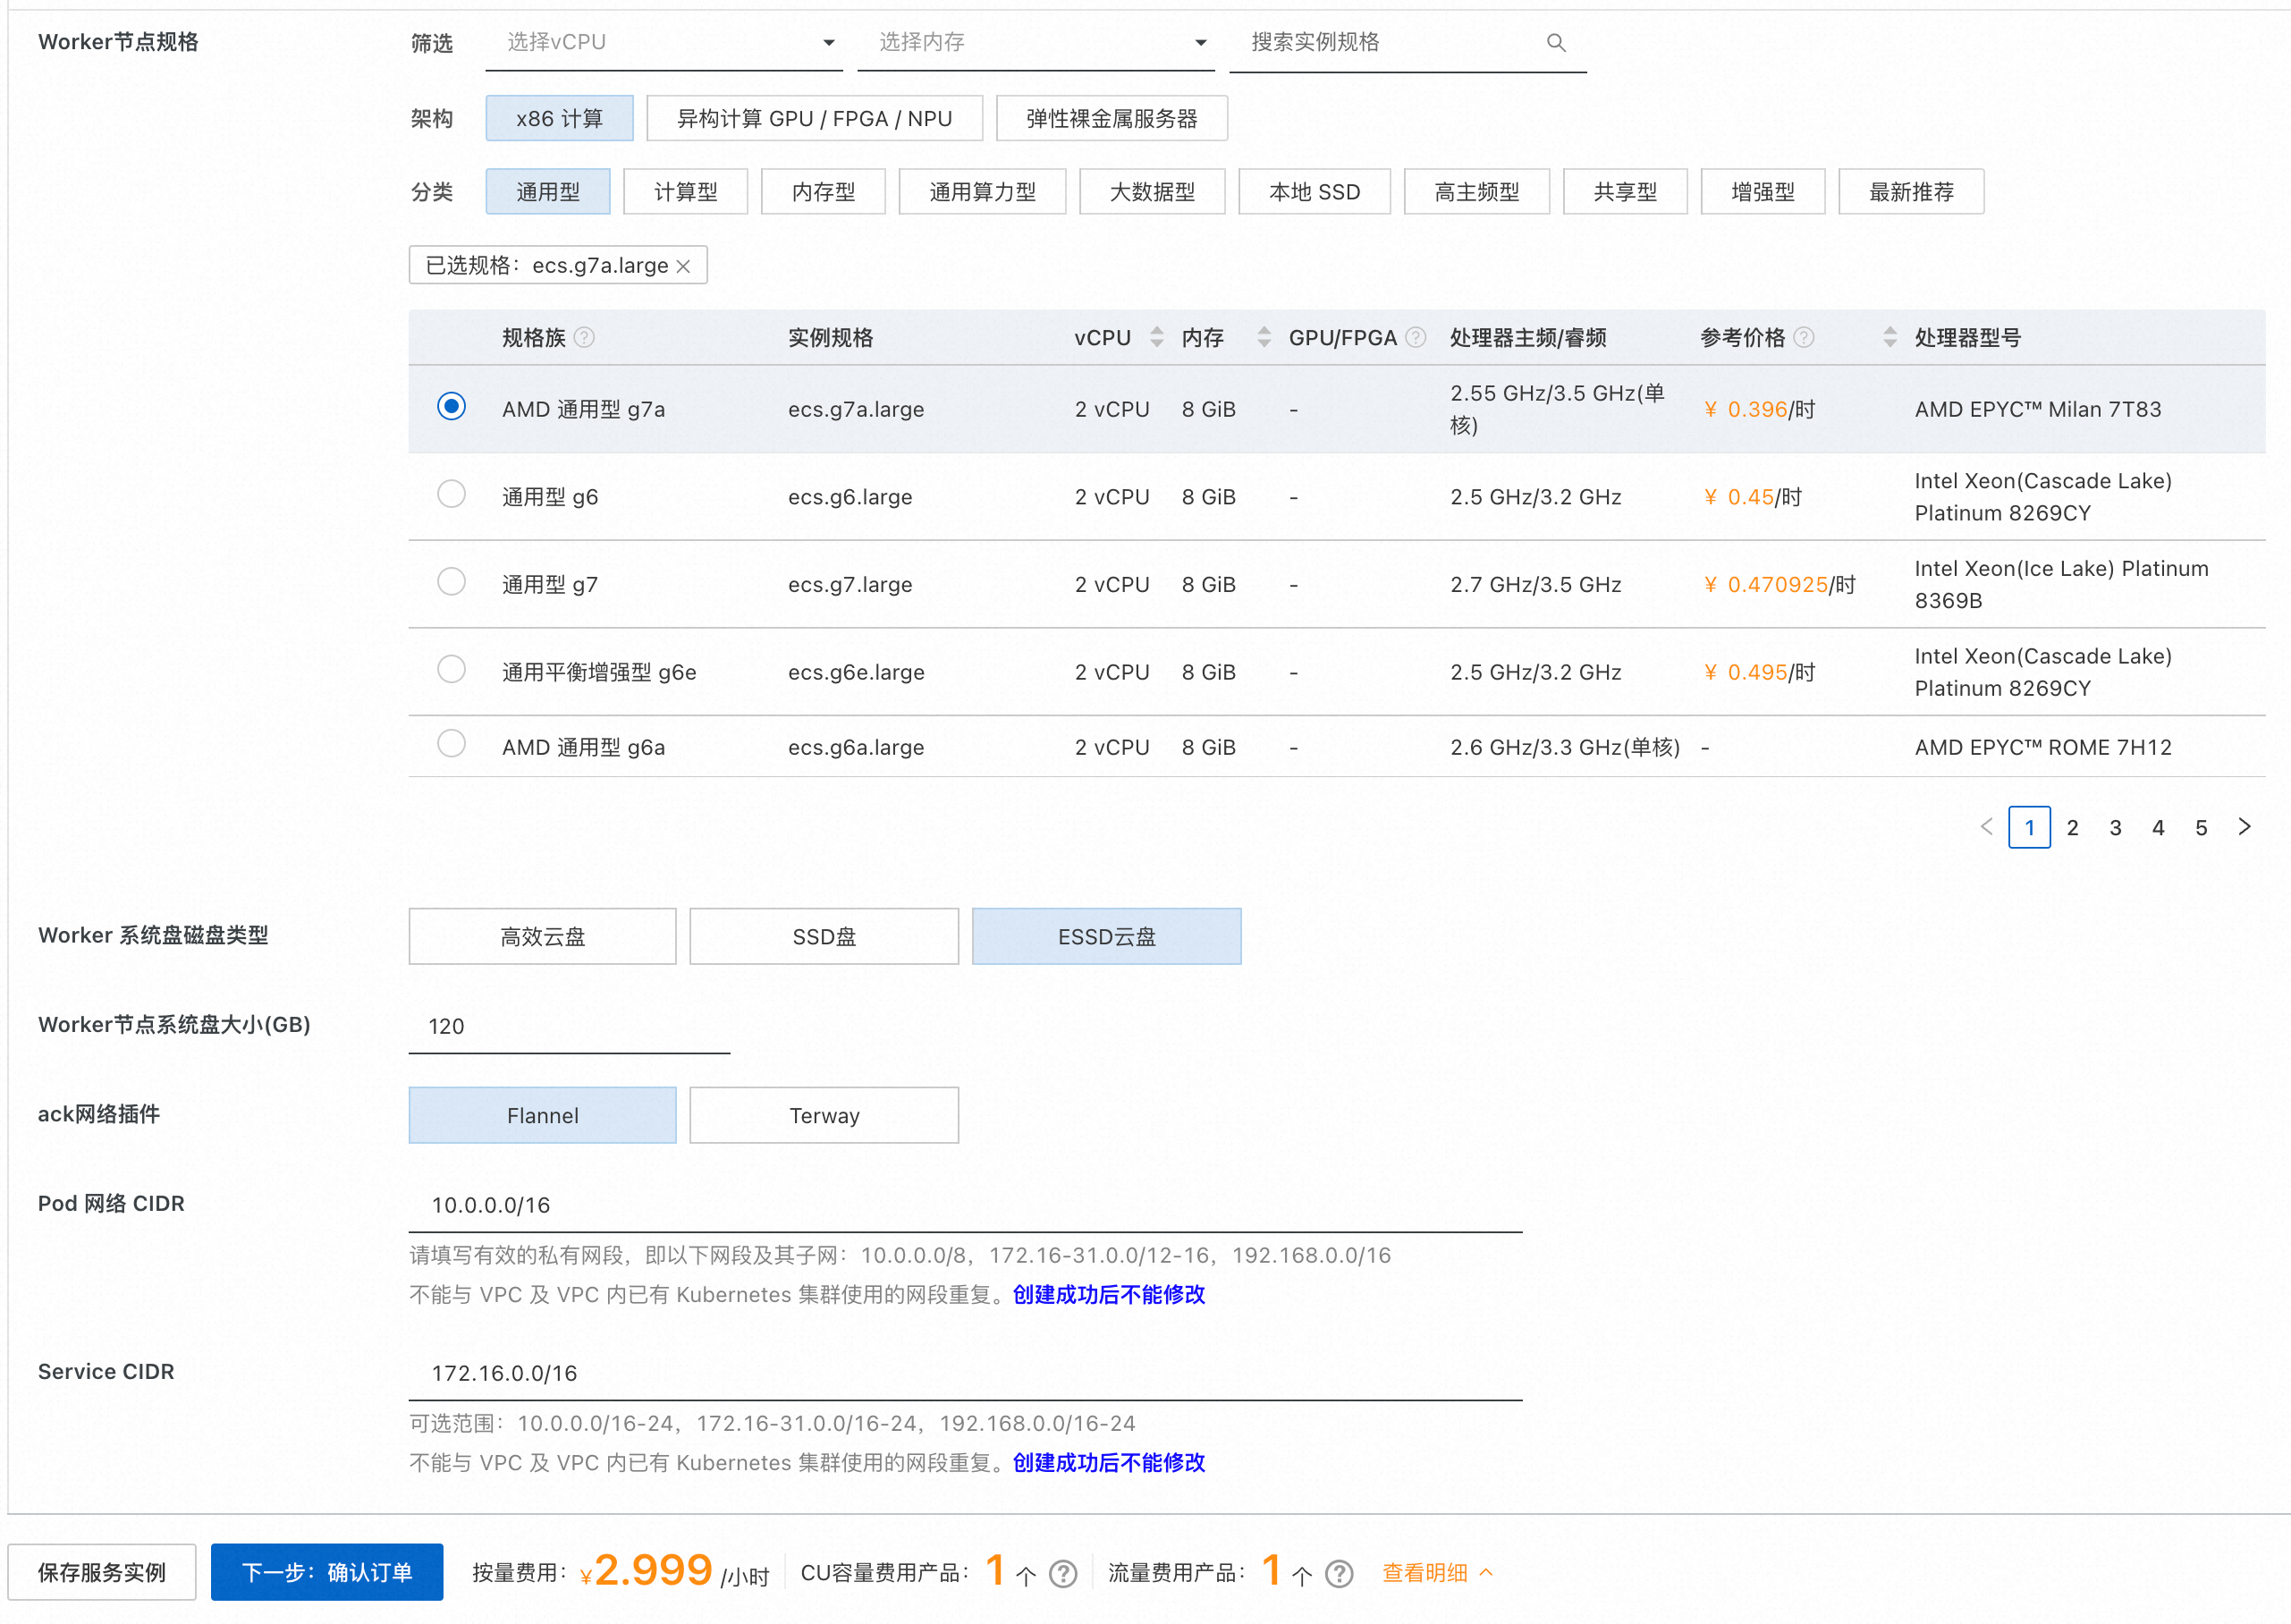 Worker节点规格
筛选 选择vCPU 选择内存 搜索实例规格
架构 x86 计算 异构计算 GPU / FPGA / NPU 弹性裸金属服务器
分类 通用型 计算型 内存型 通用算力型 大数据型 本地 SSD 高主频型 共享型 增强型 最新推荐
已选规格：ecs.g7a.large
规格族 实例规格 vCPU 内存 GPU/FPGA 处理器主频/睿频 参考价格 处理器型号
AMD 通用型 g7a ecs.g7a.large 2 vCPU 8 GiB - 2.55 GHz/3.5 GHz(单核) ¥ 0.396/时 AMD EPYC™ Milan 7T83
通用型 g6 ecs.g6.large 2 vCPU 8 GiB - 2.5 GHz/3.2 GHz ¥ 0.45/时 Intel Xeon(Cascade Lake) Platinum 8269CY
通用型 g7 ecs.g7.large 2 vCPU 8 GiB - 2.7 GHz/3.5 GHz ¥ 0.470925/时 Intel Xeon(Ice Lake) Platinum 8369B
通用平衡增强型 g6e ecs.g6e.large 2 vCPU 8 GiB - 2.5 GHz/3.2 GHz ¥ 0.495/时 Intel Xeon(Cascade Lake) Platinum 8269CY
AMD 通用型 g6a ecs.g6a.large 2 vCPU 8 GiB - 2.6 GHz/3.3 GHz(单核) - AMD EPYC™ ROME 7H12
1 2 3 4 5
Worker 系统盘磁盘类型 高效云盘 SSD盘 ESSD云盘
Worker节点系统盘大小(GB) 120
ack网络插件 Flannel Terway
Pod 网络 CIDR 10.0.0.0/16
请填写有效的私有网段，即以下网段及其子网：10.0.0.0/8，172.16-31.0.0/12-16，192.168.0.0/16
不能与 VPC 及 VPC 内已有 Kubernetes 集群使用的网段重复。创建成功后不能修改
Service CIDR 172.16.0.0/16
可选范围：10.0.0.0/16-24，172.16-31.0.0/16-24，192.168.0.0/16-24
不能与 VPC 及 VPC 内已有 Kubernetes 集群使用的网段重复。创建成功后不能修改
保存服务实例 下一步：确认订单 按量费用：¥2.999 /小时 CU容量费用产品：1 个 流量费用产品：1 个 查看明细